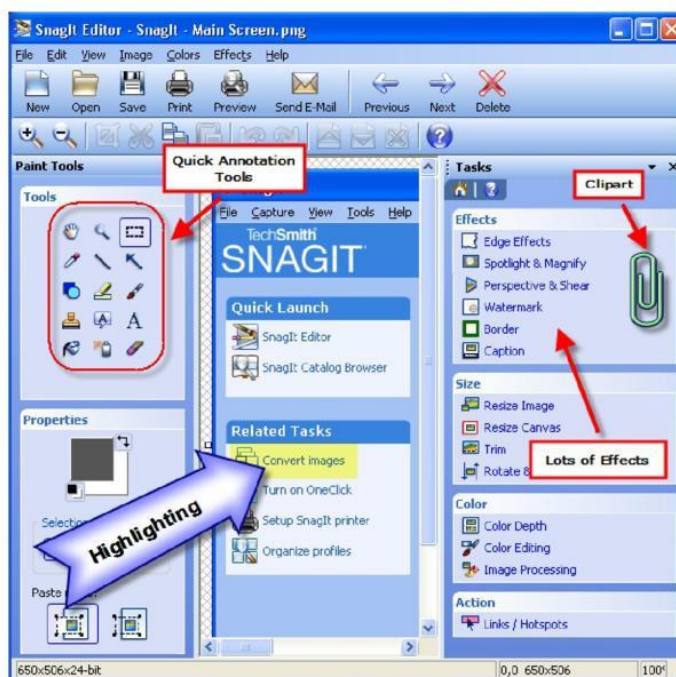 SnagIt Editor - SnagIt - Main Screen.png
File Edit View Image Colors Effects Help
New Open Save Print Preview Send E-Mail Previous Next Delete
Paint Tools
Quick Annotation
Tools
Tasks
Clipart
Tools
File Capture View Tools Help
TechSmith
SNAGIT
Effects
Edge Effects
Spotlight & Magnify
Perspective & Shear
Watermark
Border
Caption
Quick Launch
SnagIt Editor
SnagIt Catalog Browser
Size
Resize Image
Resize Canvas
Trim
Rotate &
Lots of Effects
Properties
Related Tasks
Convert images
Turn on OneClick
Setup SnagIt printer
Organize profiles
Highlighting
Color
Color Depth
Color Editing
Image Processing
Action
Links / Hotspots
Paste
650x506x24-bit
0,0 650x506